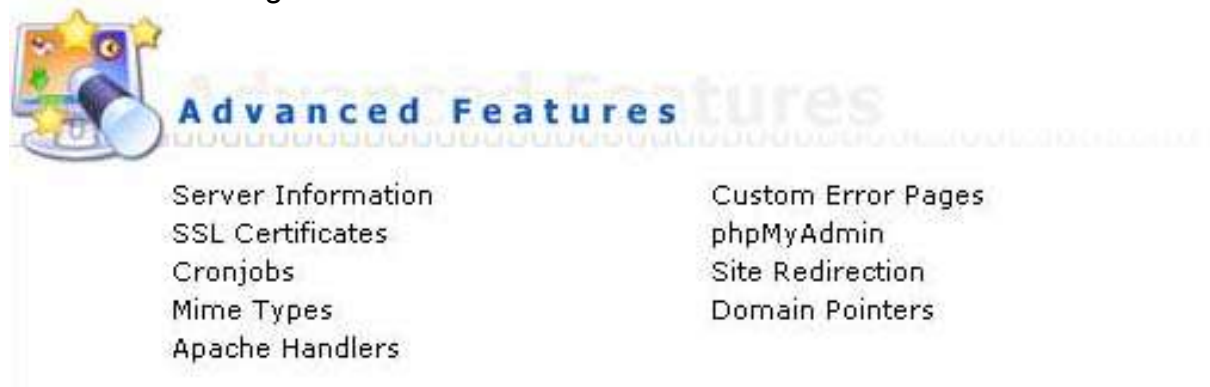 Advanced Features
Server Information
SSL Certificates
Cronjobs
Mime Types
Apache Handlers
Custom Error Pages
phpMyAdmin
Site Redirection
Domain Pointers